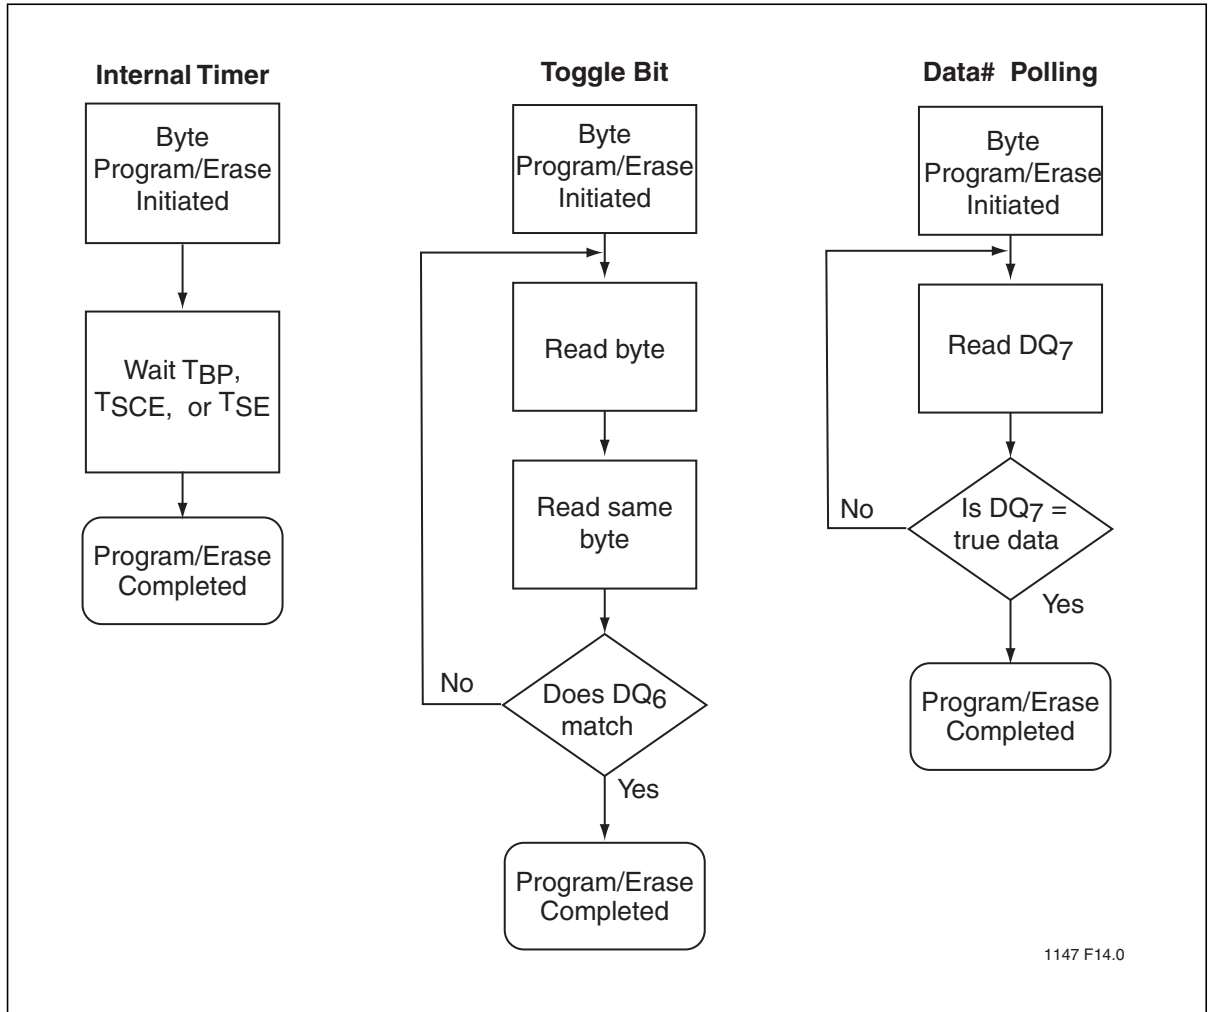 Internal Timer
Byte
Program/Erase
Initiated
Wait TBP,
TSCE, or TSE
Program/Erase
Completed
Toggle Bit
Byte
Program/Erase
Initiated
Read byte
Read same
byte
No
Does DQ6
match
Yes
Program/Erase
Completed
Data# Polling
Byte
Program/Erase
Initiated
Read DQ7
No
Is DQ7 =
true data
Yes
Program/Erase
Completed
1147 F14.0